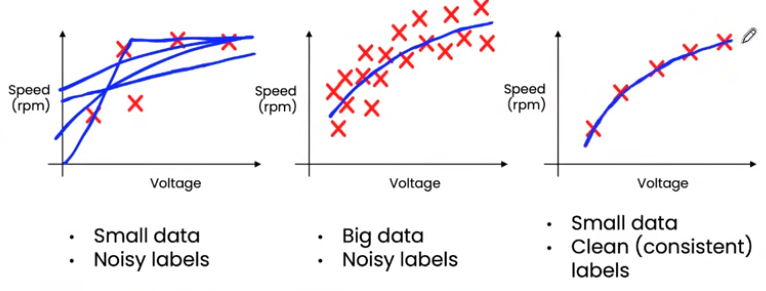 Speed
(rpm)
Voltage
• Small data
• Noisy labels
Speed
(rpm)
Voltage
• Big data
• Noisy labels
Speed
(rpm)
Voltage
• Small data
• Clean (consistent)
labels